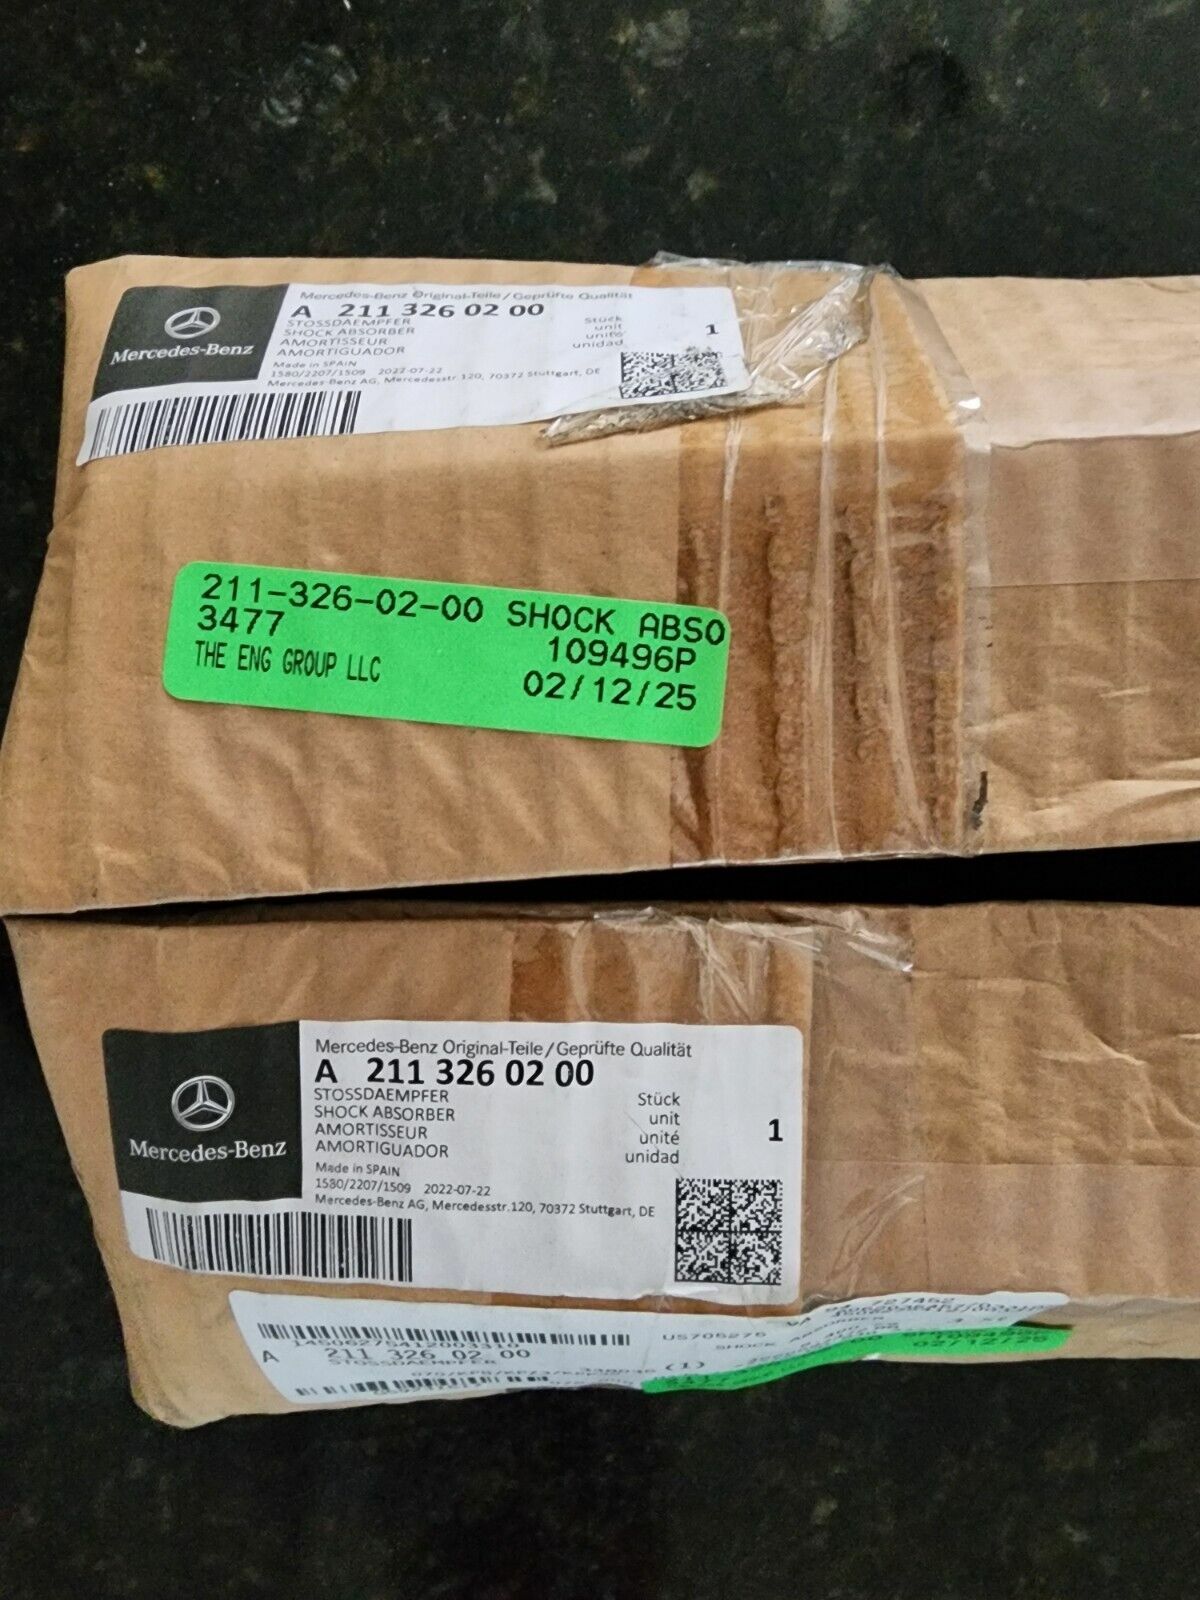 Mercedes-Benz Original-Teile/Geprüfte Qualität
A 211 326 02 00
STOSSDAEMPFER
SHOCK ABSORBER
AMORTISSEUR
AMORTIGUADOR
Stück
unit
unité
unidad
1
Made in SPAIN
1580/2207/1509 2022-07-22
Mercedes-Benz AG, Mercedesstr.120, 70372 Stuttgart, DE
Mercedes-Benz
211-326-02-00 SHOCK ABSO
3477
109496P
THE ENG GROUP LLC
02/12/25
Mercedes-Benz Original-Teile/Geprüfte Qualität
A 211 326 02 00
STOSSDAEMPFER
SHOCK ABSORBER
AMORTISSEUR
AMORTIGUADOR
Stück
unit
unité
unidad
1
Made in SPAIN
1580/2207/1509 2022-07-22
Mercedes-Benz AG, Mercedesstr.120, 70372 Stuttgart, DE
Mercedes-Benz
14506275412003310
A 211 326 02 00
STOSSDAEMPFER
US705275
727452
SHOCK ABSORBER
(1)
02/12/25